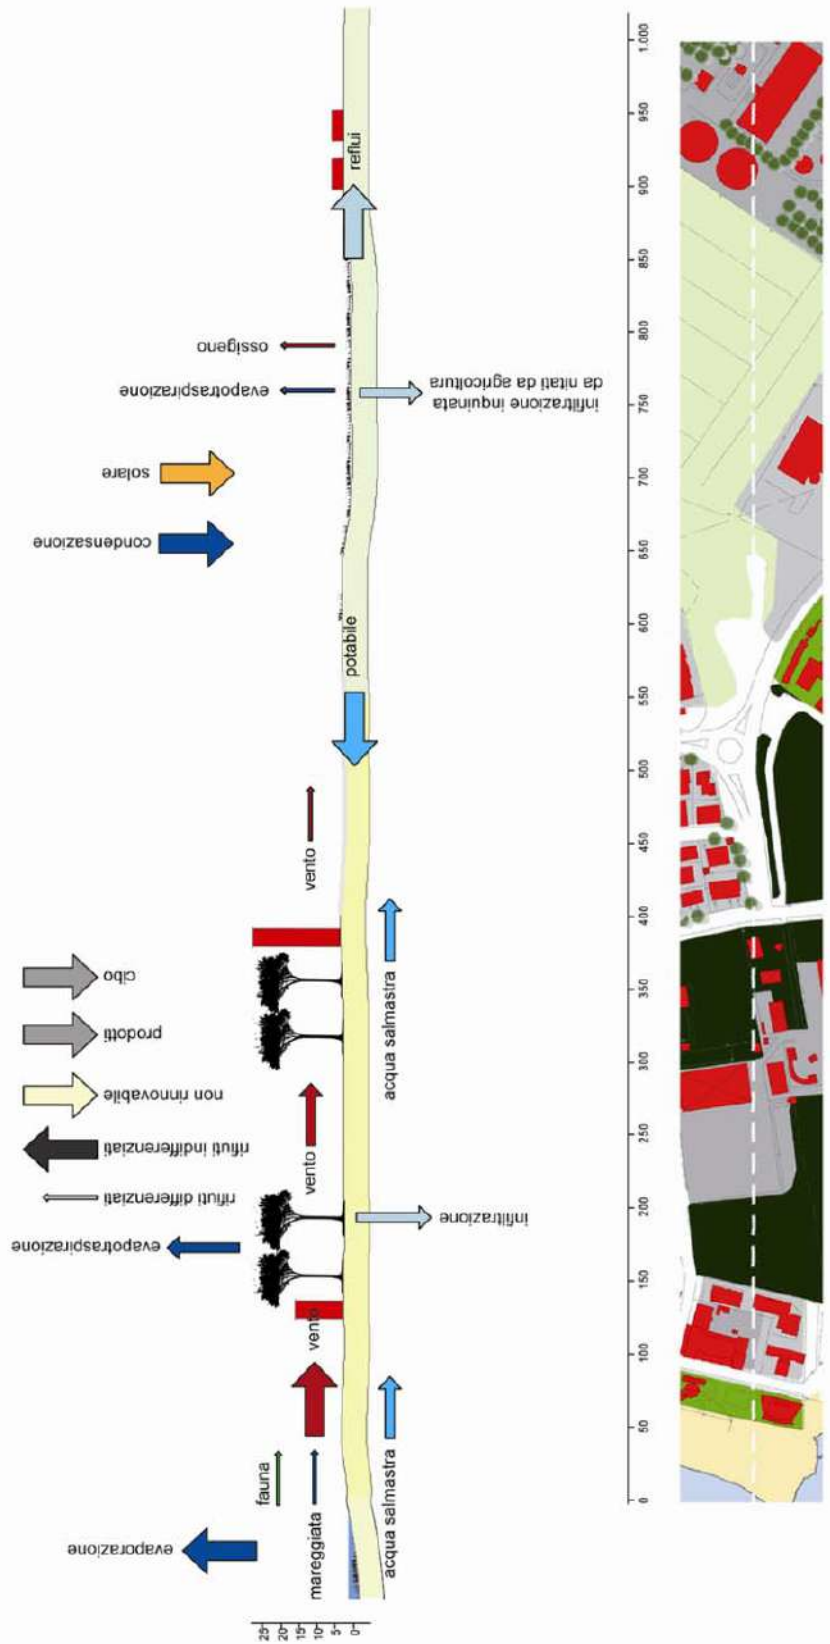 evaporazione
evapotraspirazione
rifiuti differenziati
rifiuti indifferenziati
non rinnovabile
prodotti
cibo
condensazione
solare
evapotraspirazione
ossigeno
fauna
mareggiata
vento
vento
vento
potabile
reflui
acqua salmastra
infiltrazione
acqua salmastra
infiltrazione inquinata
da nitati da agricoltura
25
20
15
10
5
0
0
50
100
150
200
250
300
350
400
450
500
550
600
650
700
750
800
850
900
950
1.000